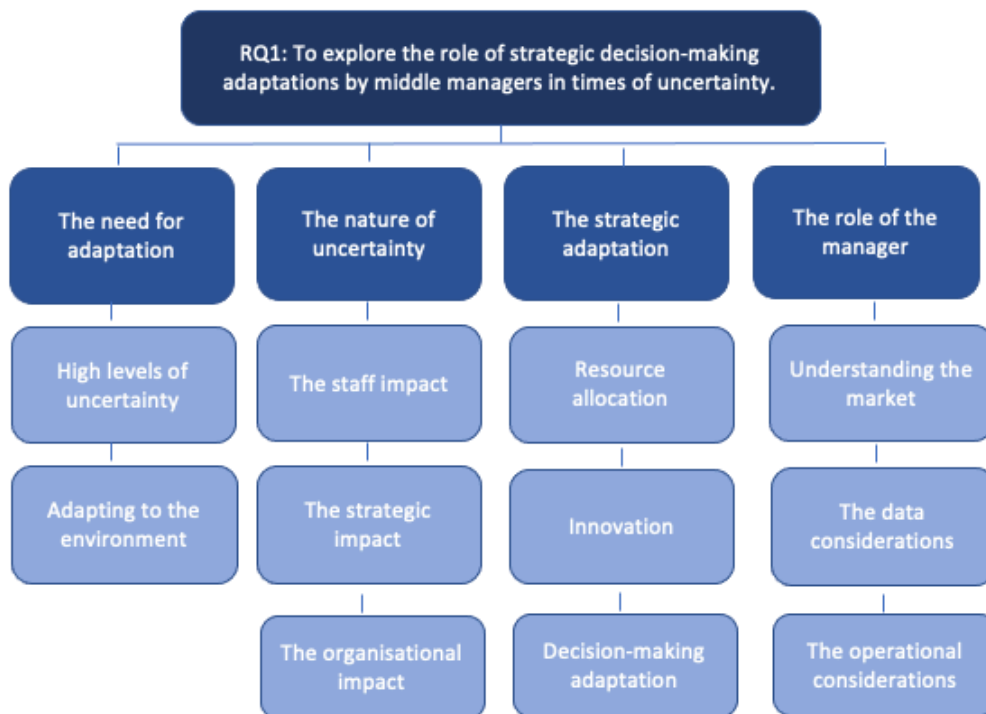 RQ1: To explore the role of strategic decision-making
adaptations by middle managers in times of uncertainty.
The need for
adaptation
The nature of
uncertainty
The strategic
adaptation
The role of the
manager
High levels of
uncertainty
The staff impact
Resource
allocation
Understanding the
market
Adapting to the
environment
The strategic
impact
Innovation
The data
considerations
The organisational
impact
Decision-making
adaptation
The operational
considerations